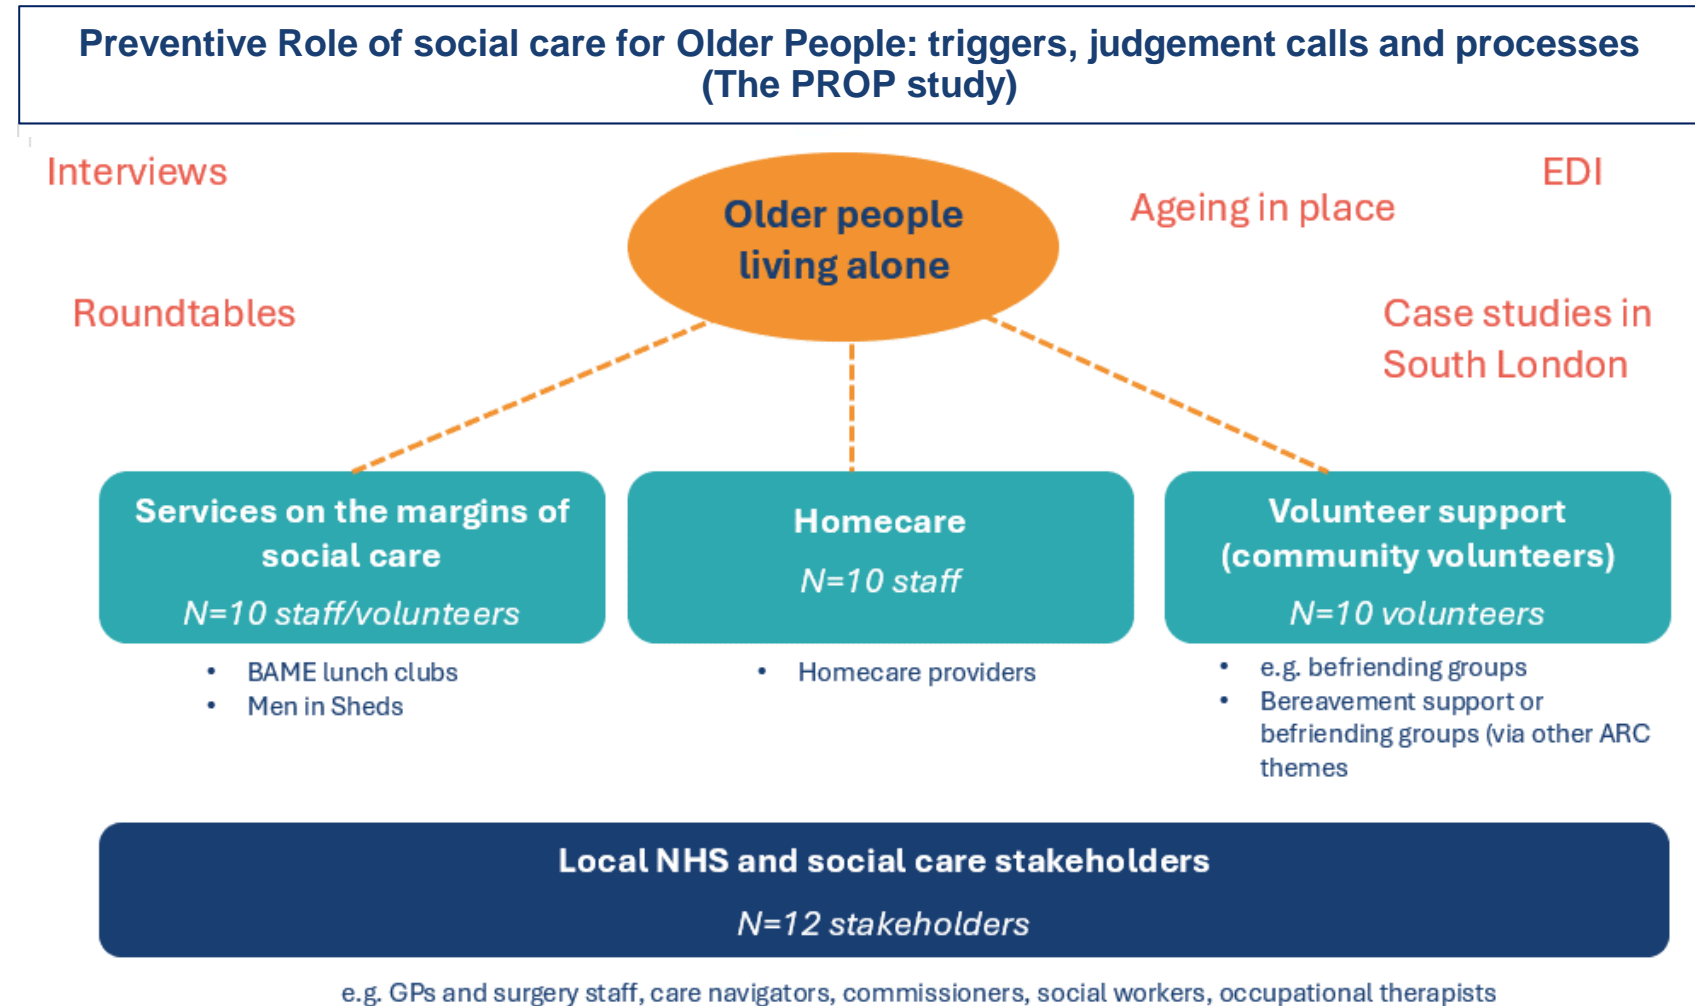 Preventive Role of social care for Older People: triggers, judgement calls and processes
(The PROP study)
Interviews
EDI
Ageing in place
Older people
living alone
Roundtables
Case studies in
South London
Services on the margins of
social care
N=10 staff/volunteers
Homecare
N=10 staff
Volunteer support
(community volunteers)
N=10 volunteers
• BAME lunch clubs
• Men in Sheds
• Homecare providers
• e.g. befriending groups
• Bereavement support or
befriending groups (via other ARC
themes
Local NHS and social care stakeholders
N=12 stakeholders
e.g. GPs and surgery staff, care navigators, commissioners, social workers, occupational therapists